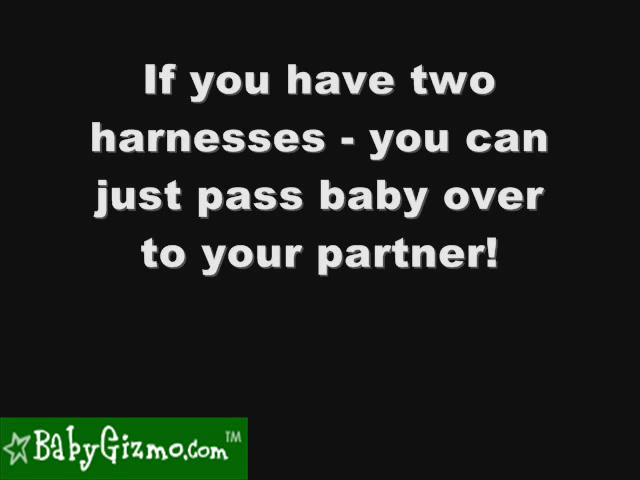 If you have two
harnesses - you can
just pass baby over
to your partner!
BabyGizmo.com™